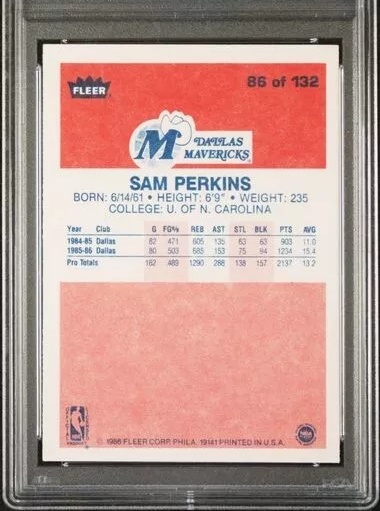 FLEER
86 of 132
M DALLAS
MAVERICKS
SAM PERKINS
BORN: 6/14/61 • HEIGHT: 6'9" • WEIGHT: 235
COLLEGE: U. OF N. CAROLINA
Year Club G FG% REB AST STL BLK PTS AVG
1984-85 Dallas 82 .471 605 135 63 63 903 11.0
1985-86 Dallas 80 .503 685 153 75 94 1234 15.4
Pro Totals 162 .489 1290 288 138 157 2137 13.2
NBA
© 1986 FLEER CORP. PHILA. 19141 PRINTED IN U.S.A.